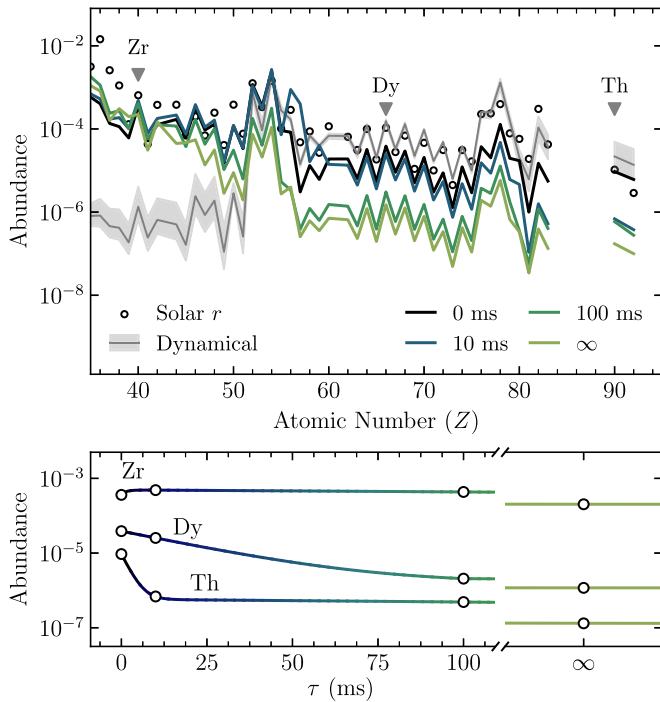 Zr
Dy
Th
10⁻²
10⁻⁴
10⁻⁶
10⁻⁸
Abundance
Solar r
Dynamical
0 ms
10 ms
100 ms
∞
40 50 60 70 80 90
Atomic Number (Z)
Zr
Dy
Th
10⁻³
10⁻⁵
10⁻⁷
Abundance
0 25 50 75 100 ∞
τ (ms)